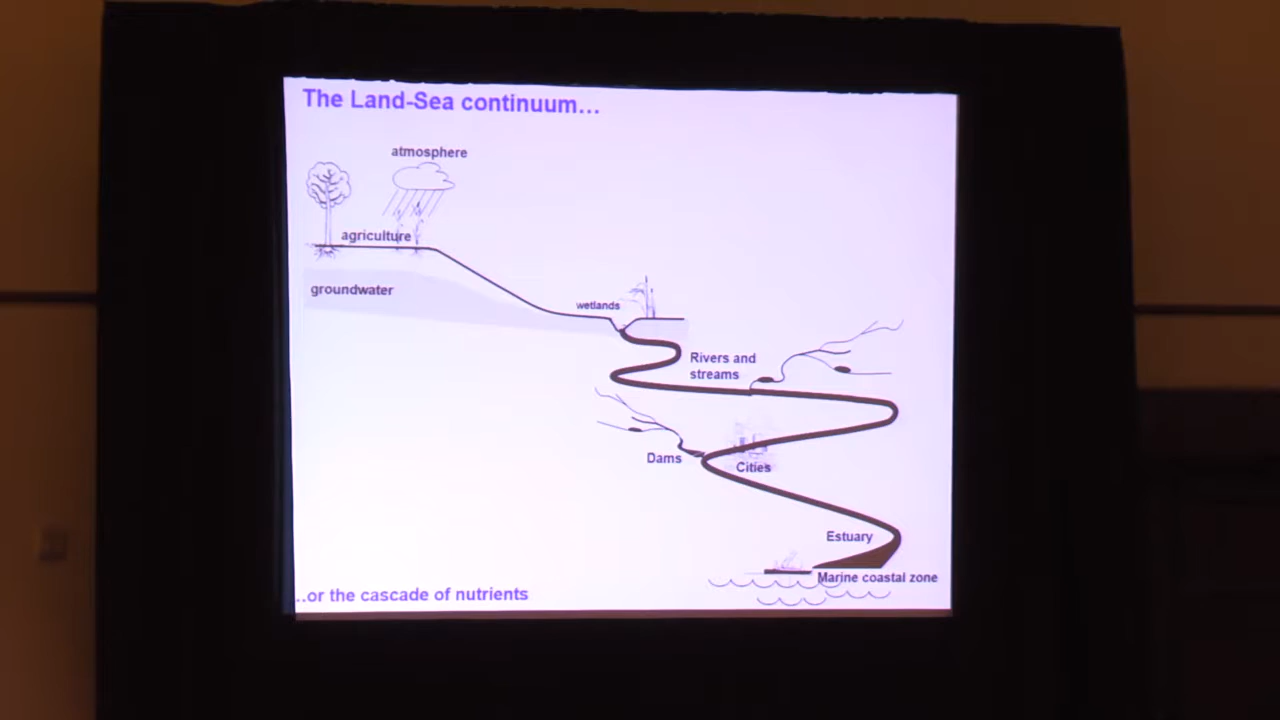 The Land-Sea continuum...
atmosphere
agriculture
groundwater
wetlands
Rivers and
streams
Dams
Cities
Estuary
Marine coastal zone
..or the cascade of nutrients